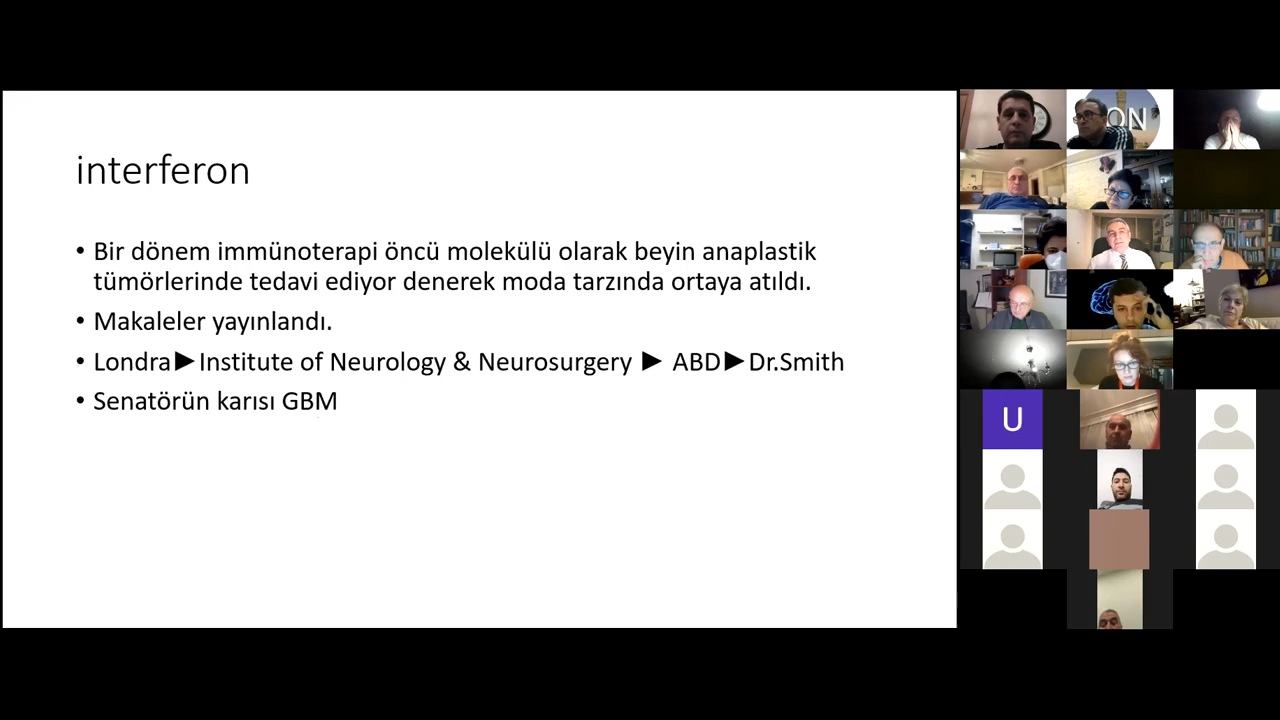 interferon
• Bir dönem immünoterapi öncü molekülü olarak beyin anaplastik
tümörlerinde tedavi ediyor denerek moda tarzında ortaya atıldı.
• Makaleler yayınlandı.
• Londra►Institute of Neurology & Neurosurgery ► ABD►Dr.Smith
• Senatörün karısı GBM
ON
U